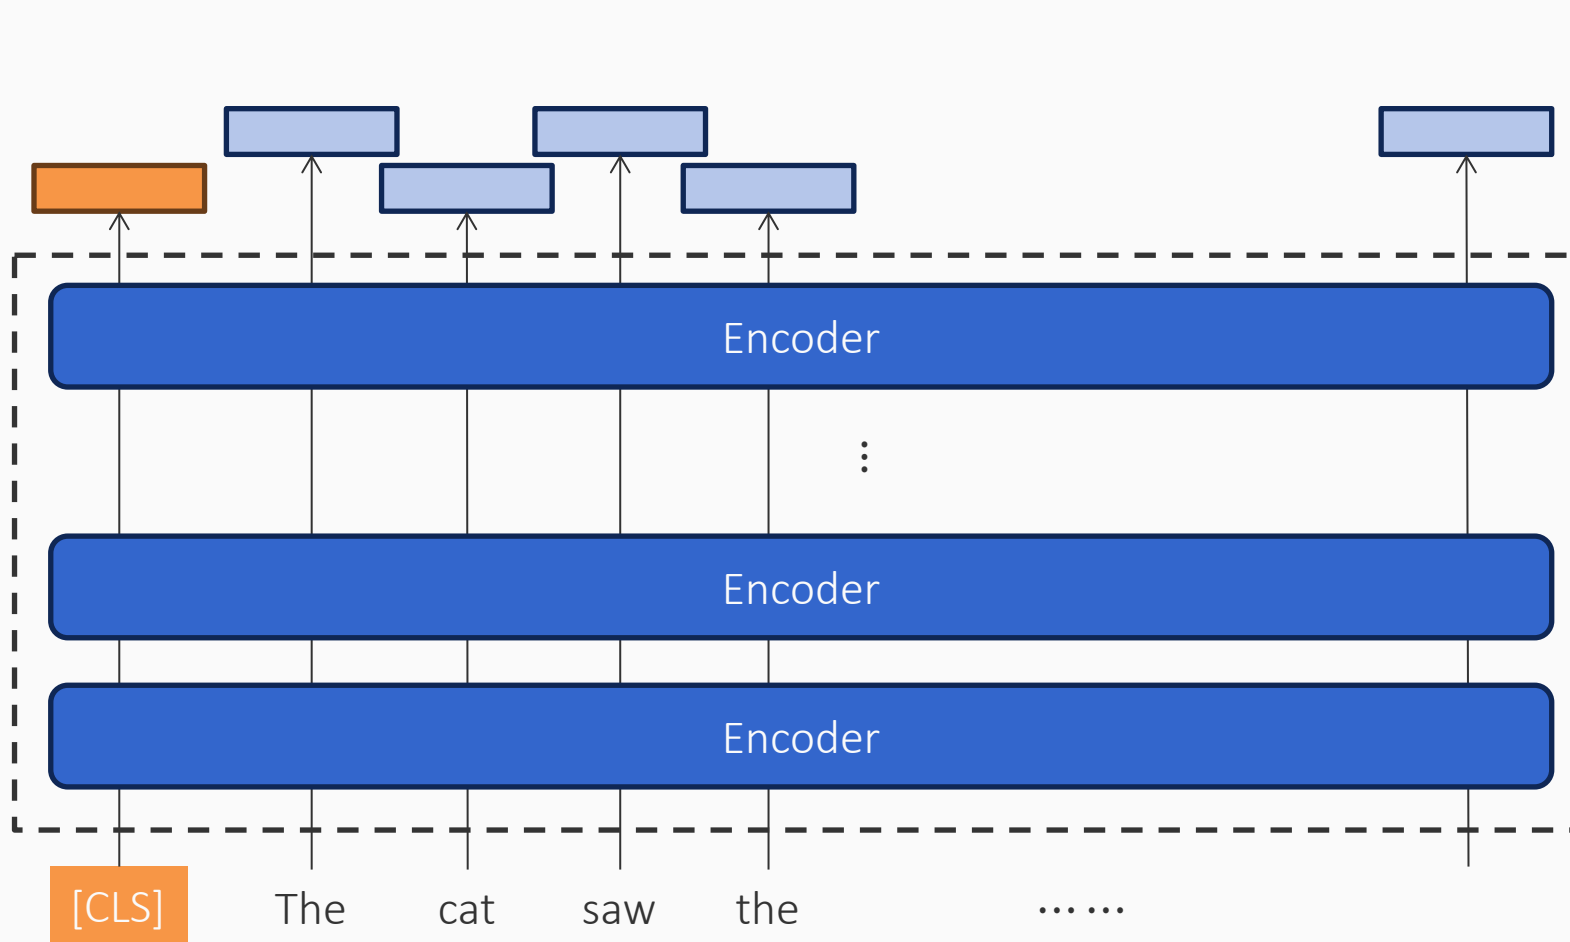 Encoder
⋮
Encoder
Encoder
[CLS] The cat saw the ……